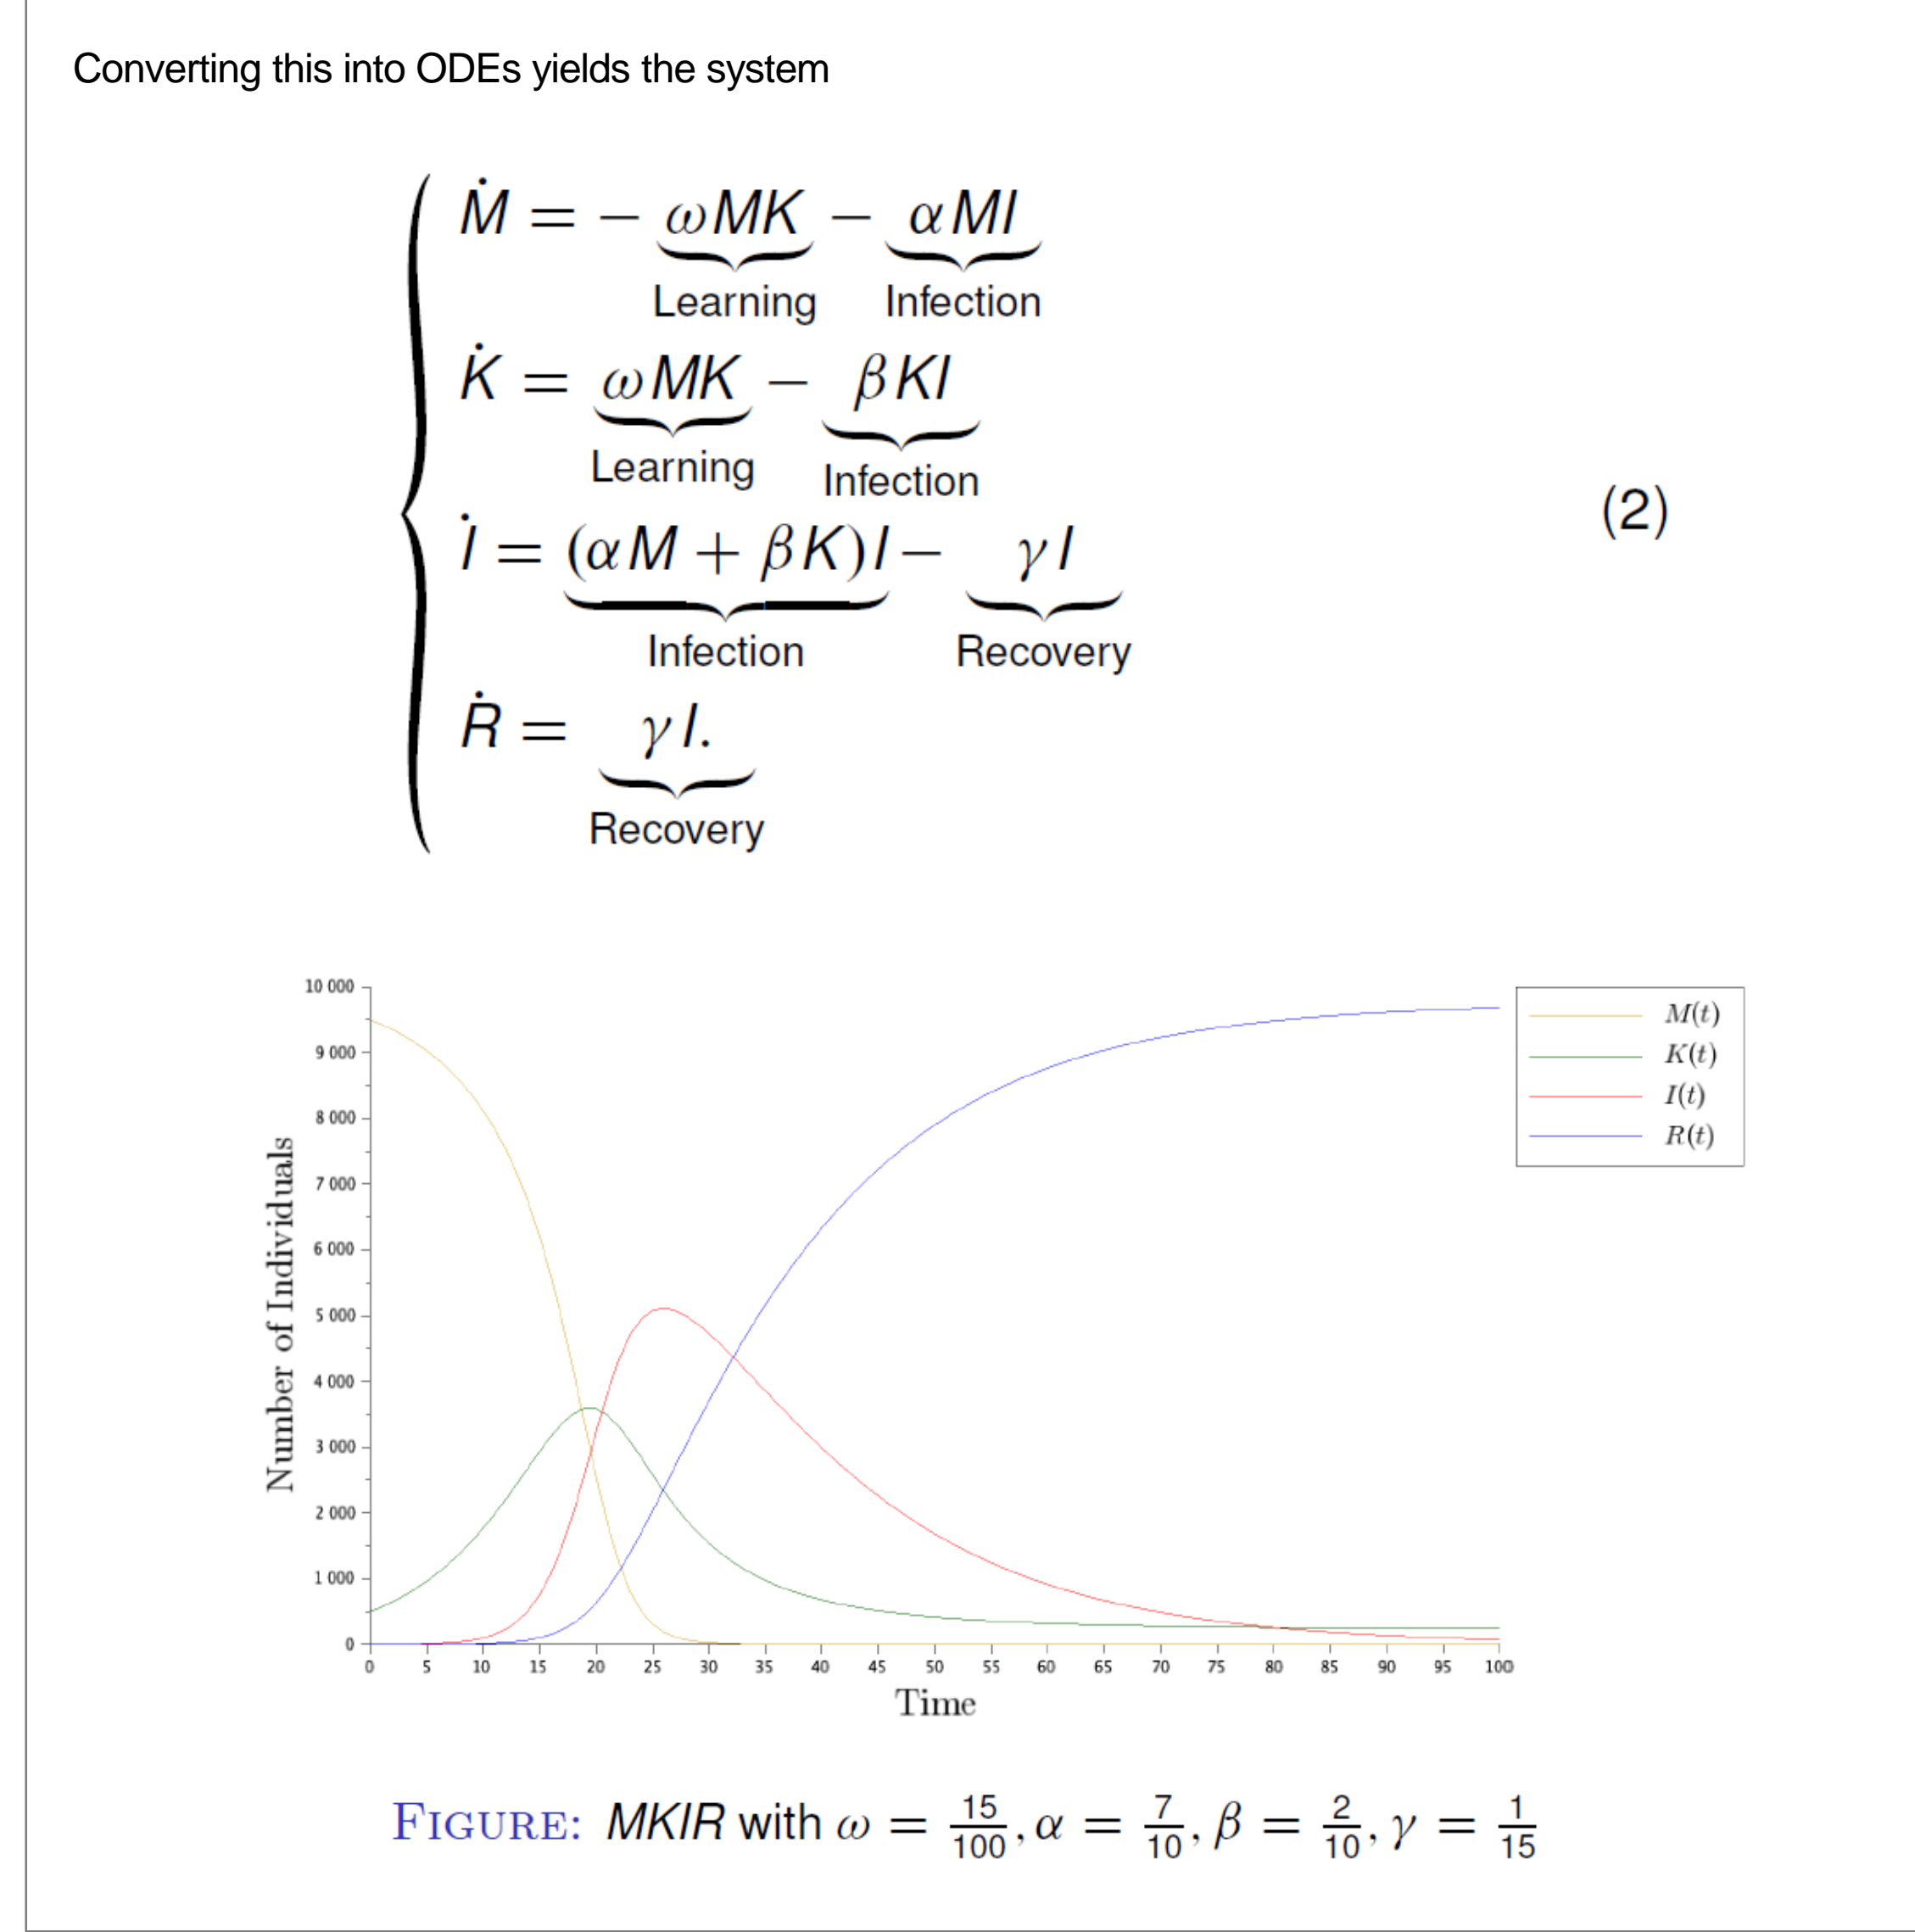 Converting this into ODEs yields the system
Ṁ = − ωMK − αMI
Learning Infection
K̇ = ωMK − βKI
Learning Infection
(2)
İ = (αM + βK)I − γI
Infection Recovery
Ṙ = γI.
Recovery
10 000
9 000
8 000
7 000
6 000
5 000
4 000
3 000
2 000
1 000
0
Number of Individuals
0 5 10 15 20 25 30 35 40 45 50 55 60 65 70 75 80 85 90 95 100
Time
M(t)
K(t)
I(t)
R(t)
FIGURE: MKIR with ω = 15/100, α = 7/10, β = 2/10, γ = 1/15